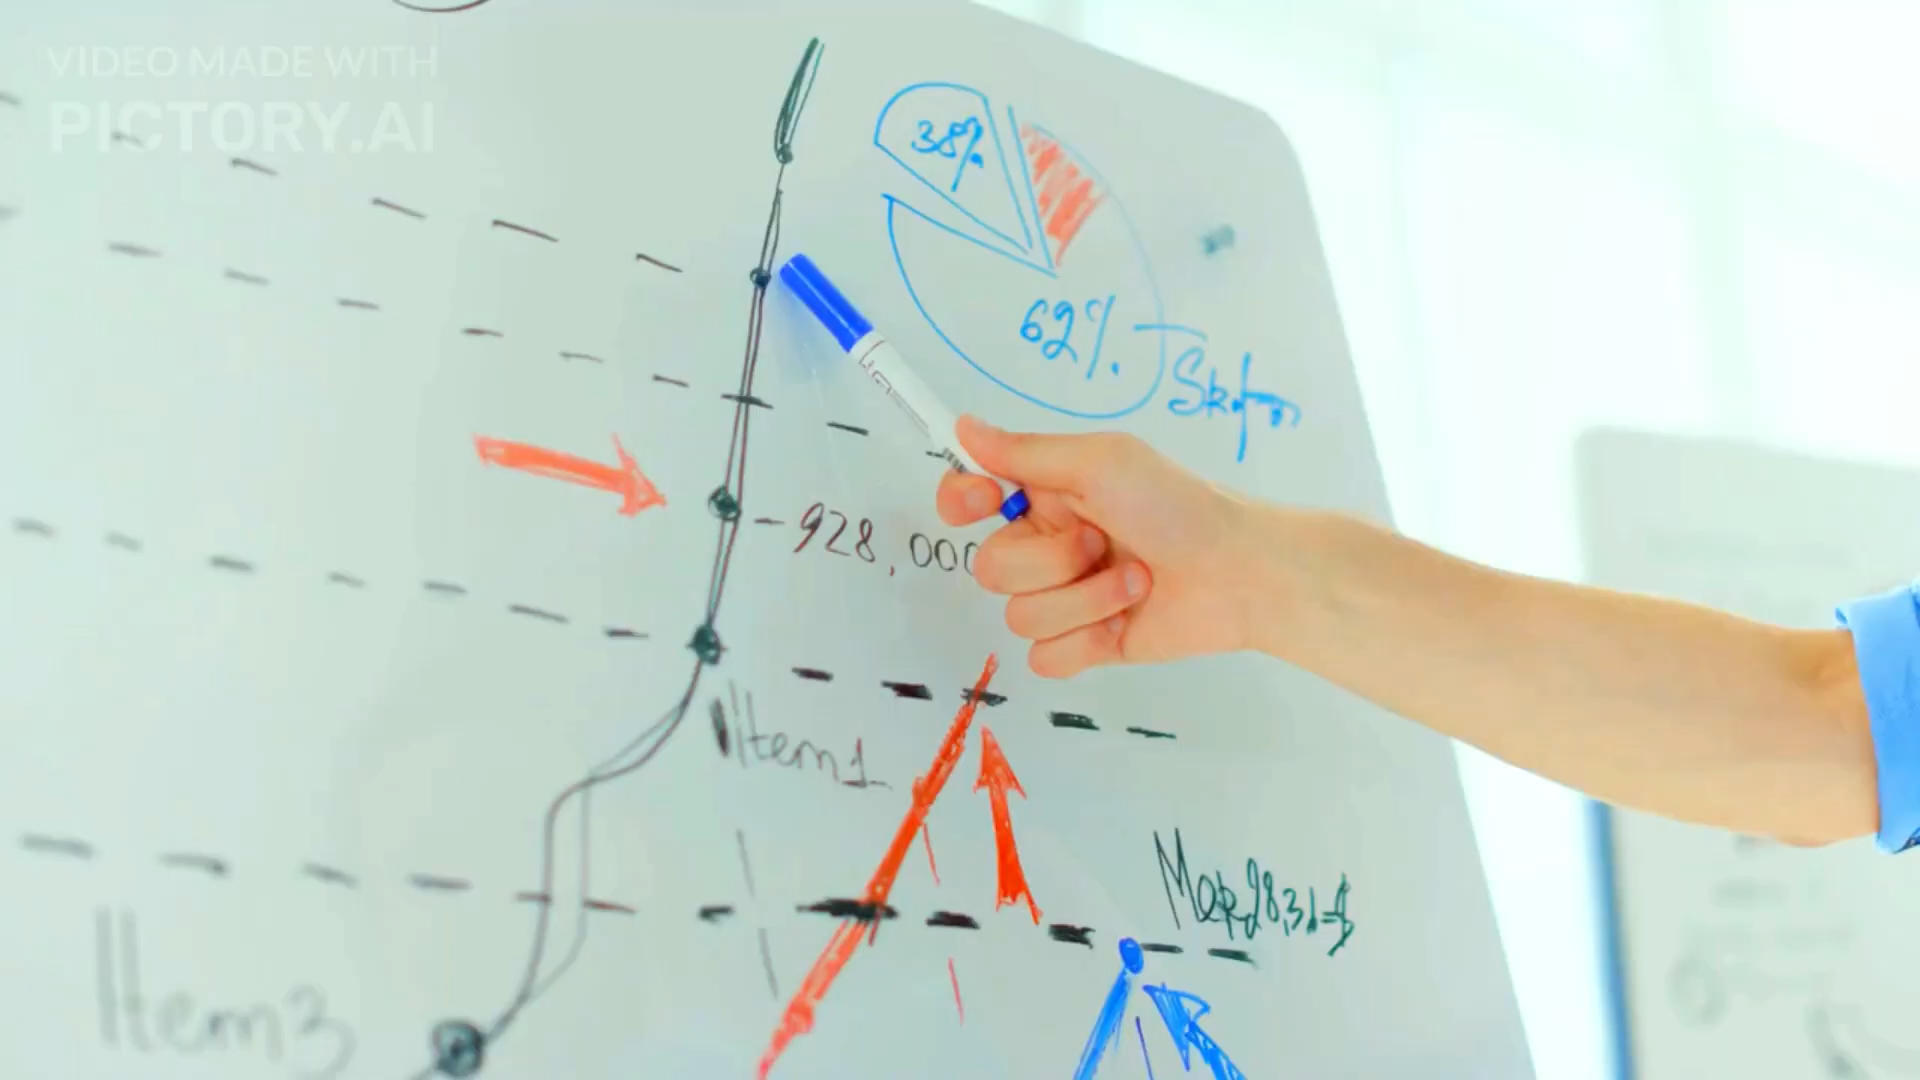 VIDEO MADE WITH
PICTORY.AI
38%
62%.
-928,000
Item1
Item3